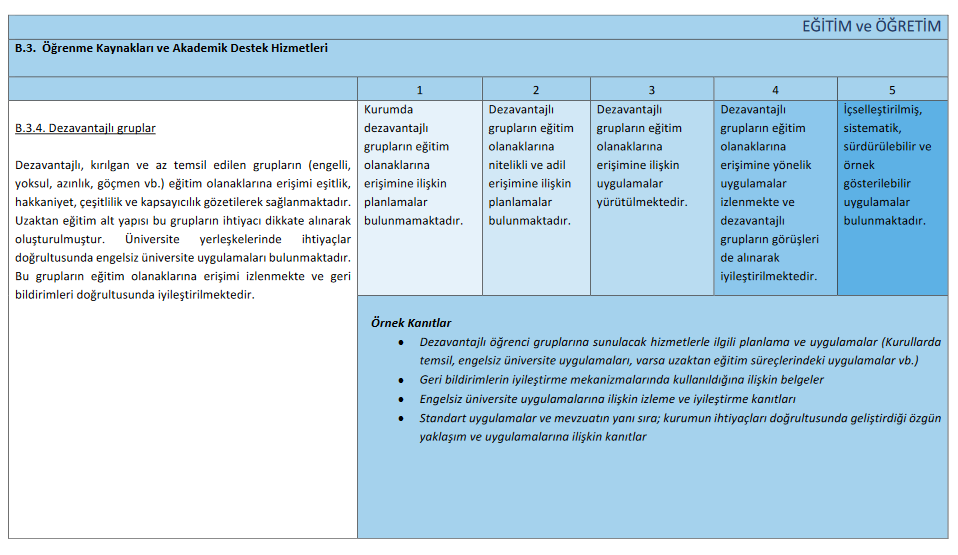 EĞİTİM ve ÖĞRETİM
B.3. Öğrenme Kaynakları ve Akademik Destek Hizmetleri
1
2
3
4
5
B.3.4. Dezavantajlı gruplar
Dezavantajlı, kırılgan ve az temsil edilen grupların (engelli,
yoksul, azınlık, göçmen vb.) eğitim olanaklarına erişimi eşitlik,
hakkaniyet, çeşitlilik ve kapsayıcılık gözetilerek sağlanmaktadır.
Uzaktan eğitim alt yapısı bu grupların ihtiyacı dikkate alınarak
oluşturulmuştur. Üniversite yerleşkelerinde ihtiyaçlar
doğrultusunda engelsiz üniversite uygulamaları bulunmaktadır.
Bu grupların eğitim olanaklarına erişimi izlenmekte ve geri
bildirimleri doğrultusunda iyileştirilmektedir.
Kurumda
dezavantajlı
grupların eğitim
olanaklarına
erişimine ilişkin
planlamalar
bulunmamaktadır.
Dezavantajlı
grupların eğitim
olanaklarına
nitelikli ve adil
erişimine ilişkin
planlamalar
bulunmaktadır.
Dezavantajlı
grupların eğitim
olanaklarına
erişimine ilişkin
uygulamalar
yürütülmektedir.
Dezavantajlı
grupların eğitim
olanaklarına
erişimine yönelik
uygulamalar
izlenmekte ve
dezavantajlı
grupların görüşleri
de alınarak
iyileştirilmektedir.
İçselleştirilmiş,
sistematik,
sürdürülebilir ve
örnek
gösterilebilir
uygulamalar
bulunmaktadır.
Örnek Kanıtlar
• Dezavantajlı öğrenci gruplarına sunulacak hizmetlerle ilgili planlama ve uygulamalar (Kurullarda
temsil, engelsiz üniversite uygulamaları, varsa uzaktan eğitim süreçlerindeki uygulamalar vb.)
• Geri bildirimlerin iyileştirme mekanizmalarında kullanıldığına ilişkin belgeler
• Engelsiz üniversite uygulamalarına ilişkin izleme ve iyileştirme kanıtları
• Standart uygulamalar ve mevzuatın yanı sıra; kurumun ihtiyaçları doğrultusunda geliştirdiği özgün
yaklaşım ve uygulamalarına ilişkin kanıtlar